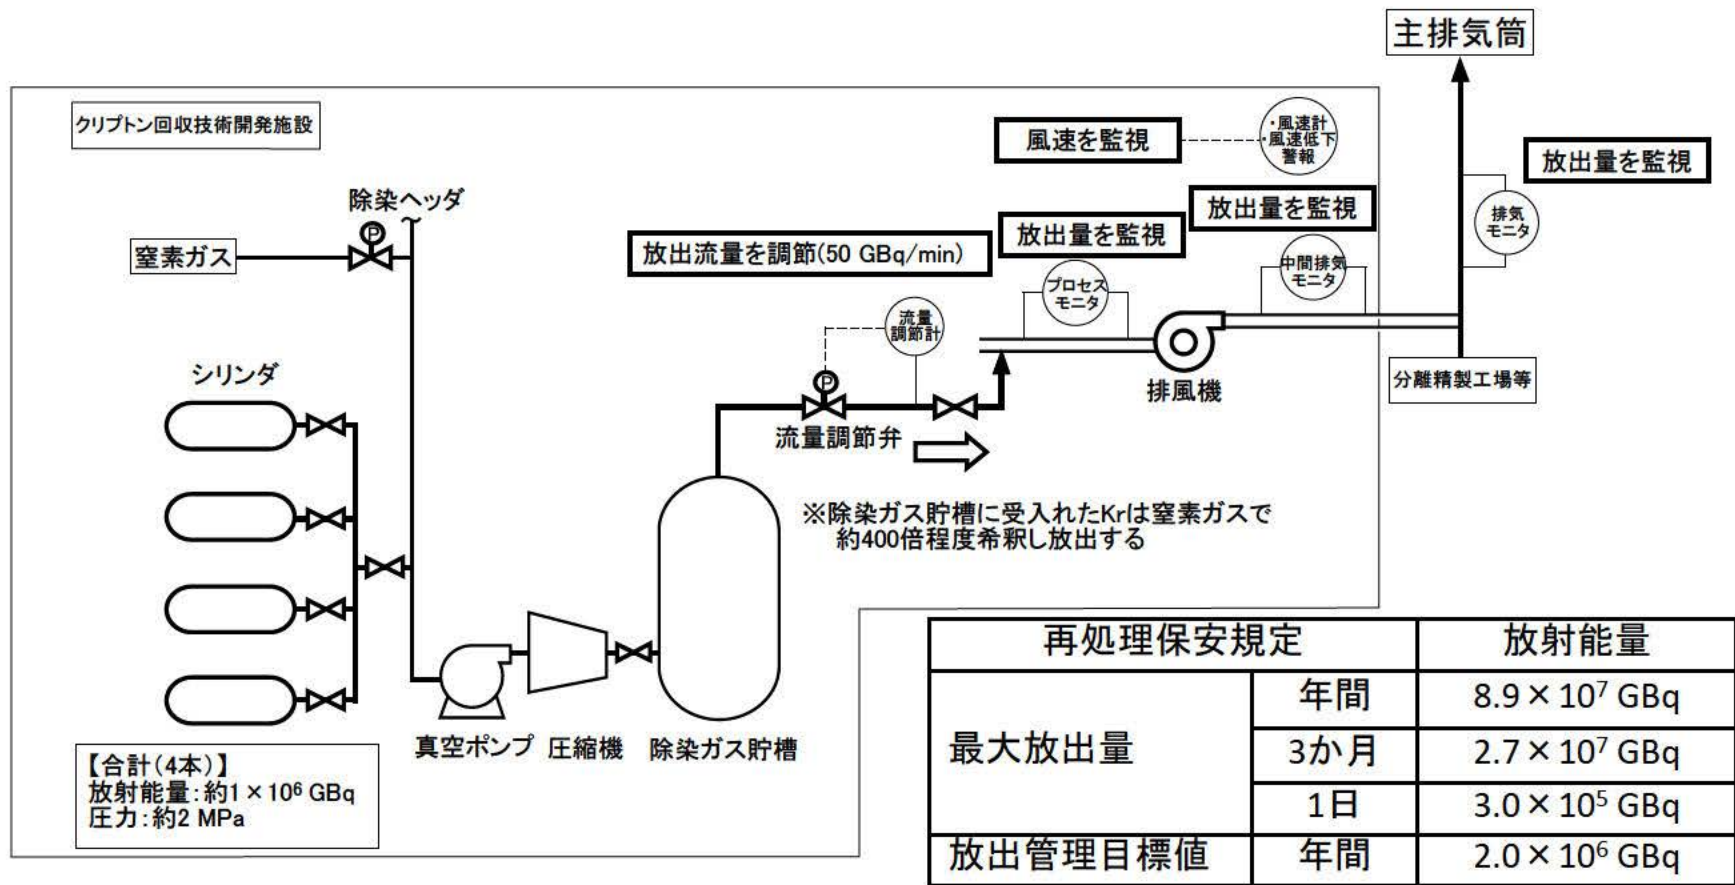 主排気筒
クリプトン回収技術開発施設
風速を監視
・風速計
・風速低下
警報
放出量を監視
除染ヘッダ
P
窒素ガス
放出流量を調節(50 GBq/min)
放出量を監視
放出量を監視
排気
モニタ
プロセス
モニタ
中間排気
モニタ
流量
調節計
シリンダ
P
排風機
分離精製工場等
流量調節弁
※除染ガス貯槽に受入れたKrは窒素ガスで
約400倍程度希釈し放出する
真空ポンプ
圧縮機
除染ガス貯槽
【合計(4本)】
放射能量:約1×10⁶ GBq
圧力:約2 MPa
再処理保安規定 放射能量
最大放出量 年間 8.9×10⁷ GBq
3か月 2.7×10⁷ GBq
1日 3.0×10⁵ GBq
放出管理目標値 年間 2.0×10⁶ GBq